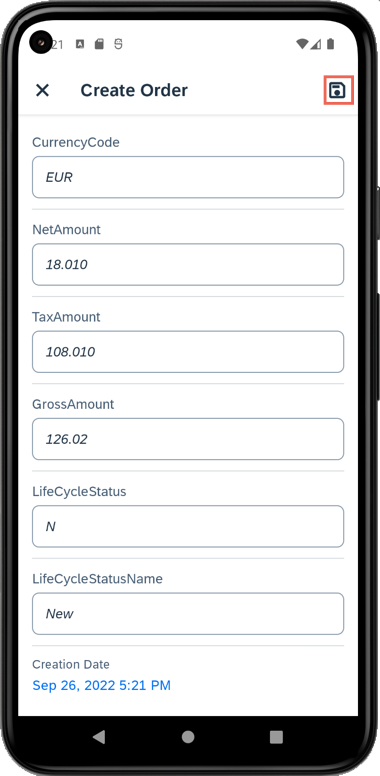 21
Create Order
CurrencyCode
EUR
NetAmount
18.010
TaxAmount
108.010
GrossAmount
126.02
LifeCycleStatus
N
LifeCycleStatusName
New
Creation Date
Sep 26, 2022 5:21 PM